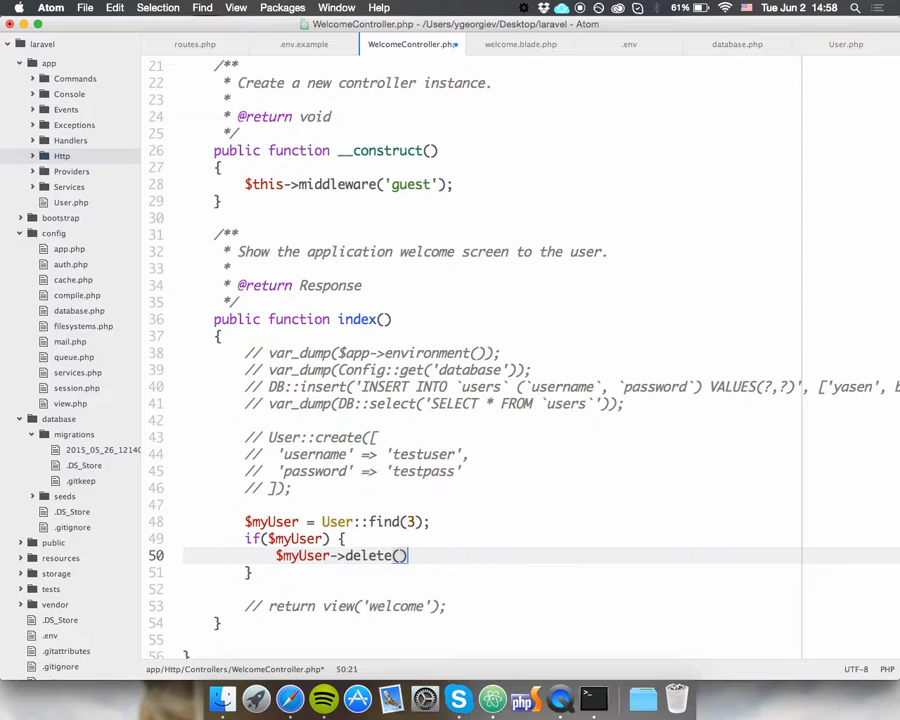 Atom File Edit Selection Find View Packages Window Help 61% Tue Jun 2 14:58
WelcomeController.php - /Users/ygeorgiev/Desktop/laravel - Atom
laravel
routes.php .env.example WelcomeController.php welcome.blade.php .env database.php User.php
app
Commands
Console
Events
Exceptions
Handlers
Http
Providers
Services
User.php
bootstrap
config
app.php
auth.php
cache.php
compile.php
database.php
filesystems.php
mail.php
queue.php
services.php
session.php
view.php
database
migrations
2015_05_26_12140
.DS_Store
.gitkeep
seeds
.DS_Store
.gitignore
public
resources
storage
tests
vendor
.DS_Store
.env
.gitattributes
.gitignore
21 /**
22 * Create a new controller instance.
23 *
24 * @return void
25 */
26 public function __construct()
27 {
28 $this->middleware('guest');
29 }
30
31 /**
32 * Show the application welcome screen to the user.
33 *
34 * @return Response
35 */
36 public function index()
37 {
38 // var_dump($app->environment());
39 // var_dump(Config::get('database'));
40 // DB::insert('INSERT INTO `users` (`username`, `password`) VALUES(?,?)', ['yasen', b
41 // var_dump(DB::select('SELECT * FROM `users`'));
42
43 // User::create([
44 // 'username' => 'testuser',
45 // 'password' => 'testpass'
46 // ]);
47
48 $myUser = User::find(3);
49 if($myUser) {
50 $myUser->delete()
51 }
52
53 // return view('welcome');
54 }
55
56 }
app/Http/Controllers/WelcomeController.php* 50:21 UTF-8 PHP